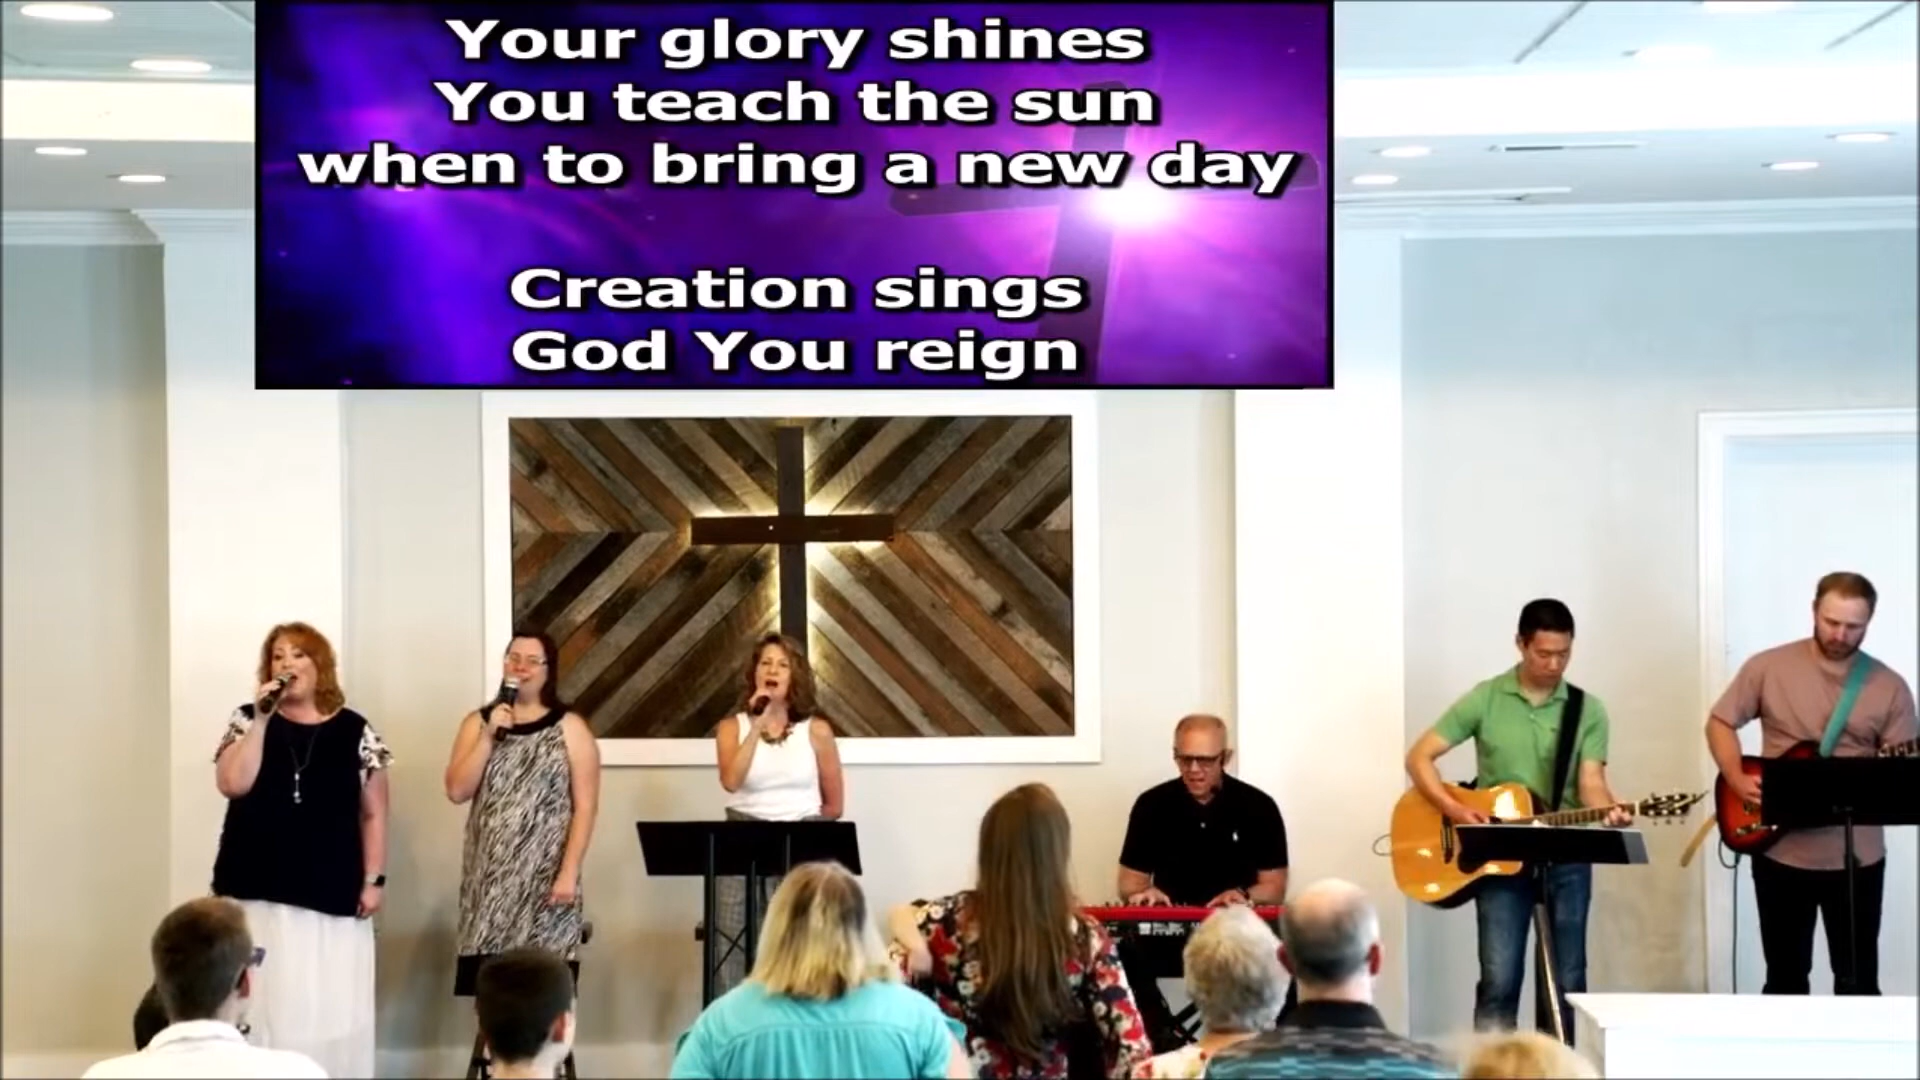 Your glory shines
You teach the sun
when to bring a new day
Creation sings
God You reign